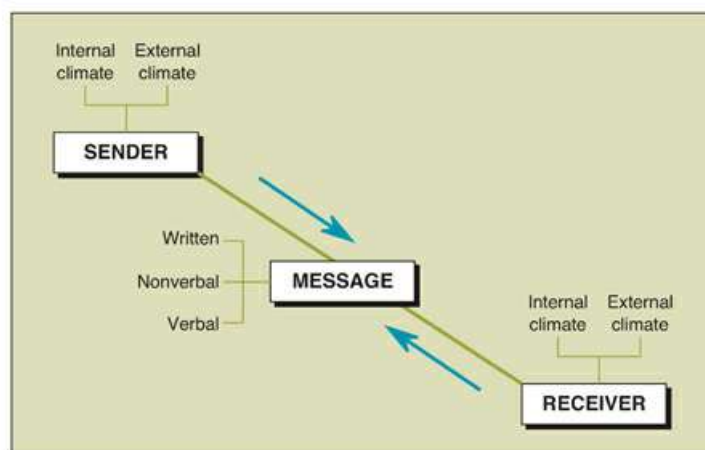 Internal climate
External climate
SENDER
Written
Nonverbal
MESSAGE
Verbal
Internal climate
External climate
RECEIVER